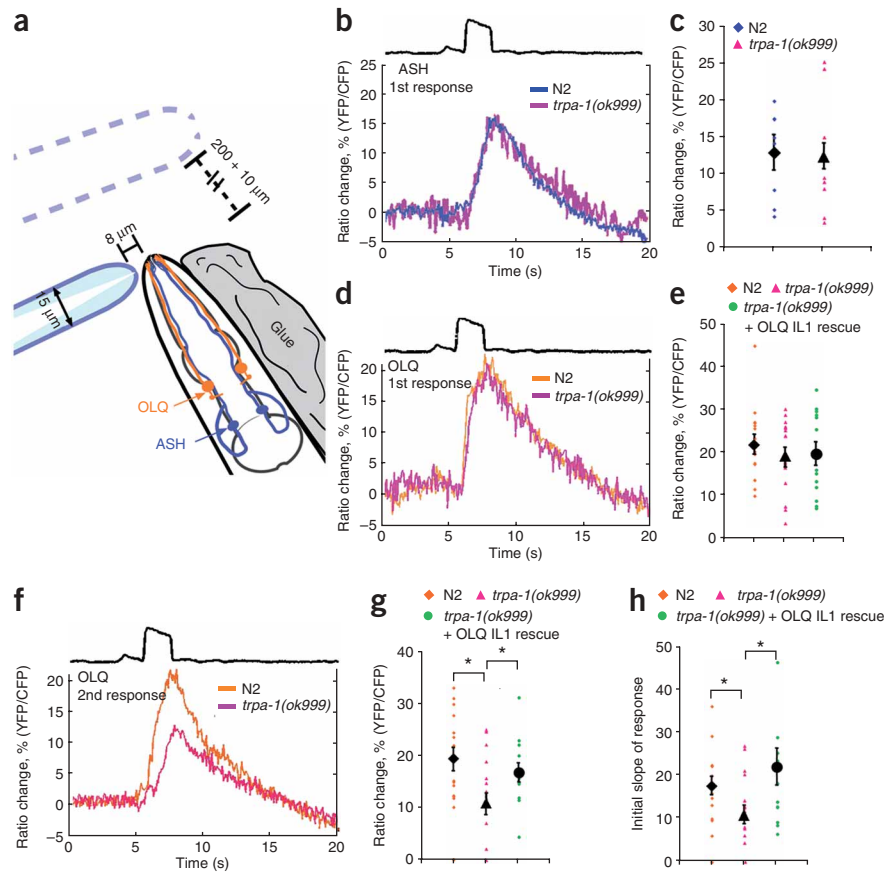 a
200 + 10 μm
8 μm
15 μm
Glue
OLQ
ASH
b
25
20
15
10
5
0
−5
Ratio change, % (YFP/CFP)
ASH
1st response
N2
trpa-1(ok999)
0
5
10
15
20
Time (s)
c
N2
trpa-1(ok999)
30
25
20
15
10
5
0
Ratio change, % (YFP/CFP)
d
20
15
10
5
0
−5
Ratio change, % (YFP/CFP)
OLQ
1st response
N2
trpa-1(ok999)
0
5
10
15
20
Time (s)
e
N2
trpa-1(ok999)
trpa-1(ok999)
+ OLQ IL1 rescue
50
40
30
20
10
0
Ratio change, % (YFP/CFP)
f
20
15
10
5
0
−5
Ratio change, % (YFP/CFP)
OLQ
2nd response
N2
trpa-1(ok999)
0
5
10
15
20
Time (s)
g
N2
trpa-1(ok999)
trpa-1(ok999)
+ OLQ IL1 rescue
40
30
20
10
0
Ratio change, % (YFP/CFP)
*
*
h
N2
trpa-1(ok999)
trpa-1(ok999) + OLQ IL1 rescue
50
40
30
20
10
0
Initial slope of response
*
*